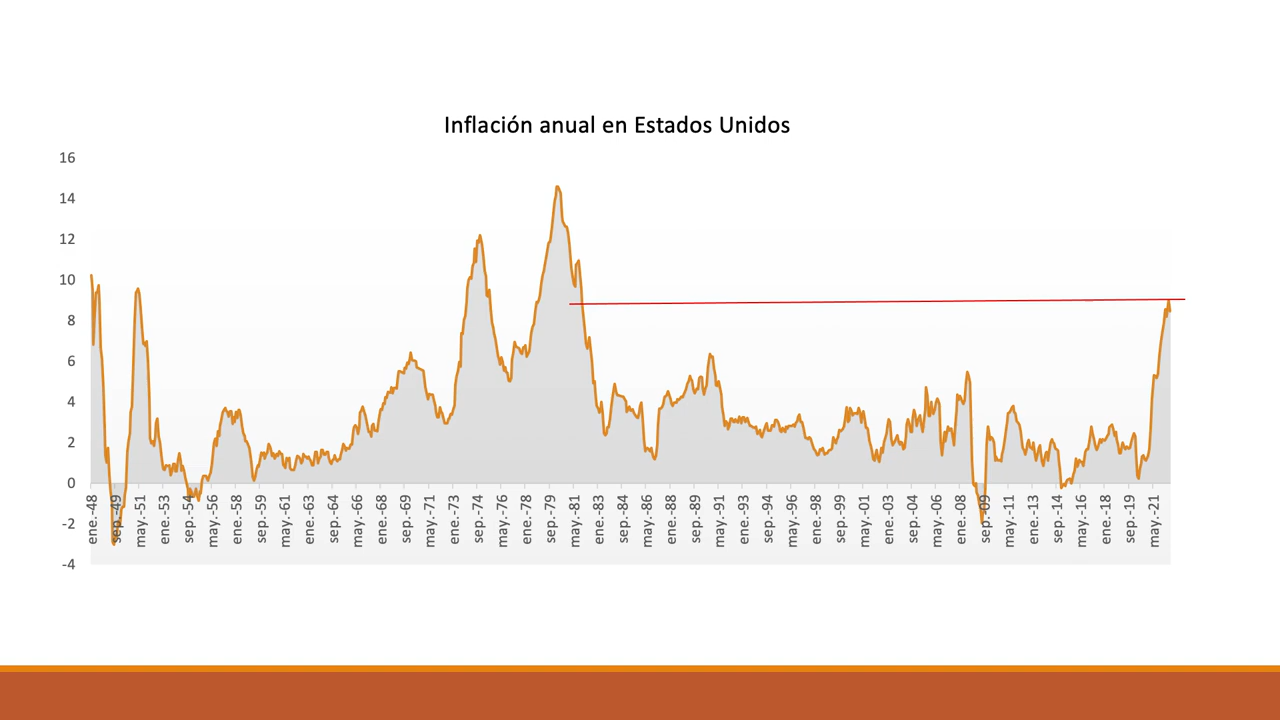 Inflación anual en Estados Unidos
16
14
12
10
8
6
4
2
0
-2
-4
ene.-48
sep.-49
may.-51
ene.-53
sep.-54
may.-56
ene.-58
sep.-59
may.-61
ene.-63
sep.-64
may.-66
ene.-68
sep.-69
may.-71
ene.-73
sep.-74
may.-76
ene.-78
sep.-79
may.-81
ene.-83
sep.-84
may.-86
ene.-88
sep.-89
may.-91
ene.-93
sep.-94
may.-96
ene.-98
sep.-99
may.-01
ene.-03
sep.-04
may.-06
ene.-08
sep.-09
may.-11
ene.-13
sep.-14
may.-16
ene.-18
sep.-19
may.-21